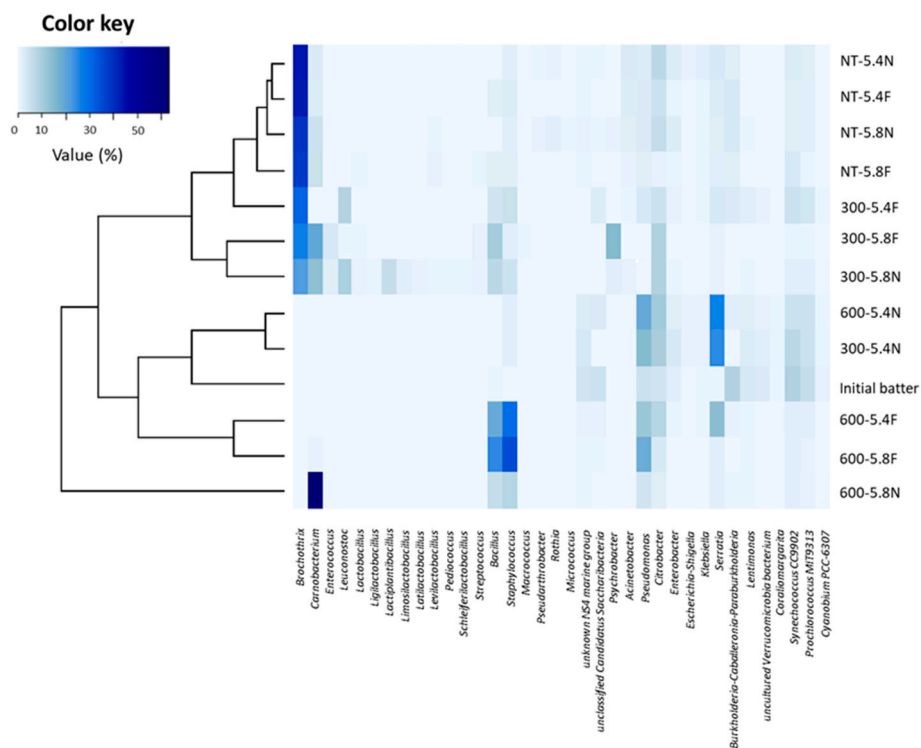 Color key
0 10 30 50
Value (%)
NT-5.4N
NT-5.4F
NT-5.8N
NT-5.8F
300-5.4F
300-5.8F
300-5.8N
600-5.4N
300-5.4N
Initial batter
600-5.4F
600-5.8F
600-5.8N
Brochothrix
Carnobacterium
Enterococcus
Leuconostoc
Lactobacillus
Ligilactobacillus
Lactiplantibacillus
Limosilactobacillus
Latilactobacillus
Levilactobacillus
Pediococcus
Schleiferilactobacillus
Streptococcus
Bacillus
Staphylococcus
Macrococcus
Pseudarthrobacter
Rothia
Micrococcus
unknown NS4 marine group
unclassified Candidatus Saccharibacteria
Psychrobacter
Acinetobacter
Pseudomonas
Citrobacter
Enterobacter
Escherichia-Shigella
Klebsiella
Serratia
Burkholderia-Caballeronia-Paraburkholderia
Lentimonas
uncultured Verrucomicrobia bacterium
Coraliomargarita
Synechococcus CC9902
Prochlorococcus MIT9313
Cyanobium PCC-6307